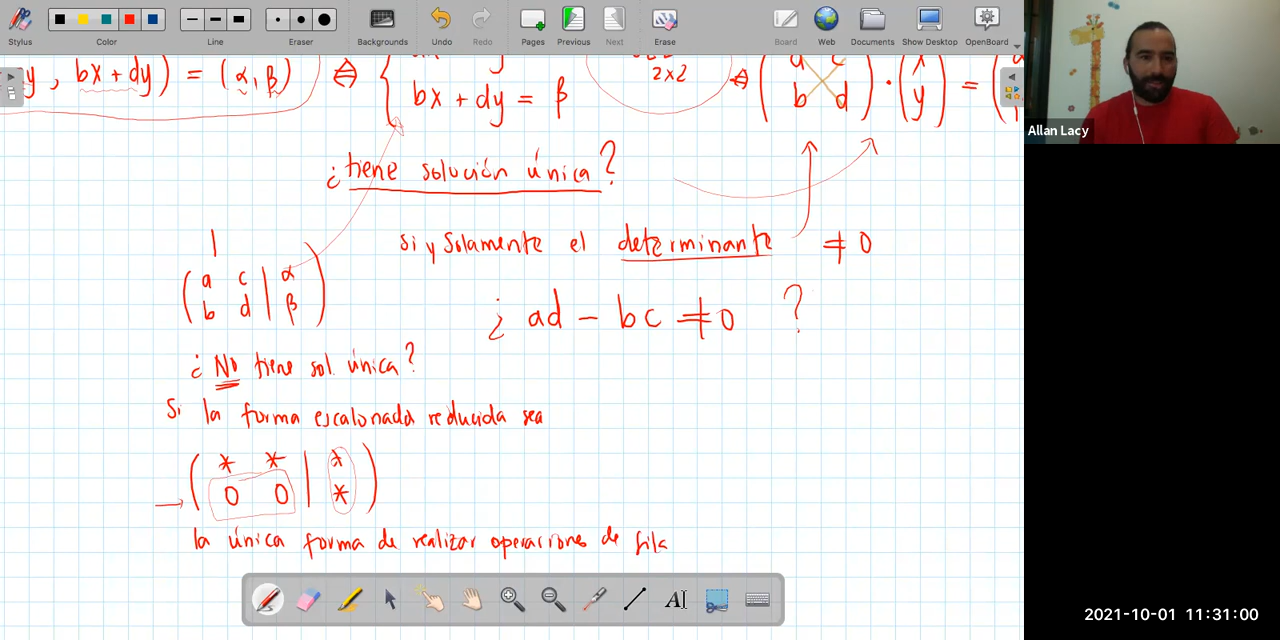 Stylus Color Line Eraser Backgrounds Undo Redo Pages Previous Next Erase Board Web Documents Show Desktop OpenBoard
y, bx + dy) = (α, β) ⇔
bx + dy = β
2x2
⇔ (a c b d) · (x y) = (
Allan Lacy
¿tiene solución única?
si y solamente el determinante ≠ 0
(a c | α
b d | β)
¿ ad - bc ≠ 0 ?
¿ No tiene sol. única?
Si la forma escalonada reducida sea
(* * | *
→ 0 0 | *)
la única forma de realizar operaciones de fila
2021-10-01 11:31:00